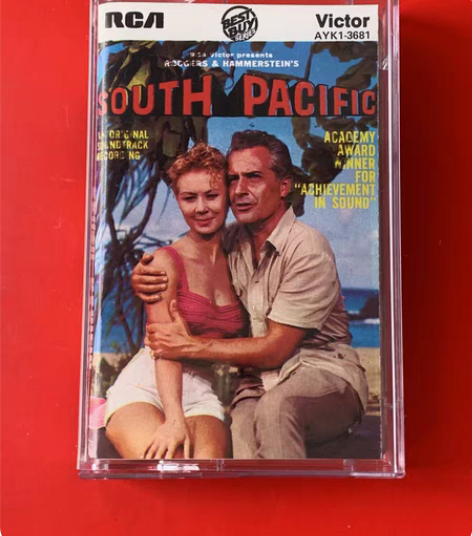 RCA
BEST
BUY
SERIES
Victor
AYK1-3681
RCA Victor presents
RODGERS & HAMMERSTEIN'S
SOUTH PACIFIC
AN ORIGINAL
SOUNDTRACK
RECORDING
ACADEMY
AWARD
WINNER
FOR
"ACHIEVEMENT
IN SOUND"